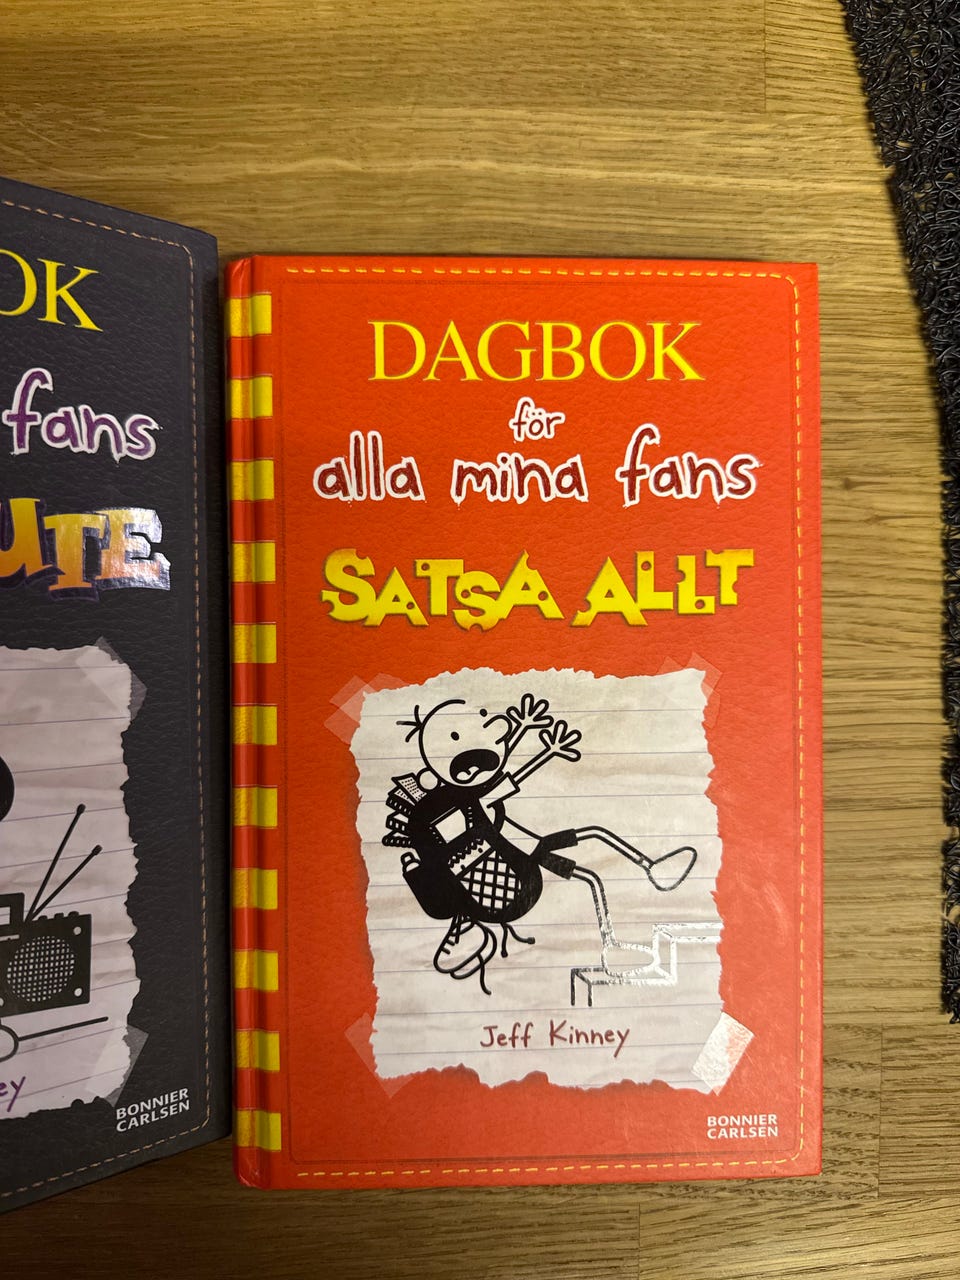 OK
fans
UTE
ey
BONNIER
CARLSEN
DAGBOK
för
alla mina fans
SATSA ALLT
Jeff Kinney
BONNIER
CARLSEN